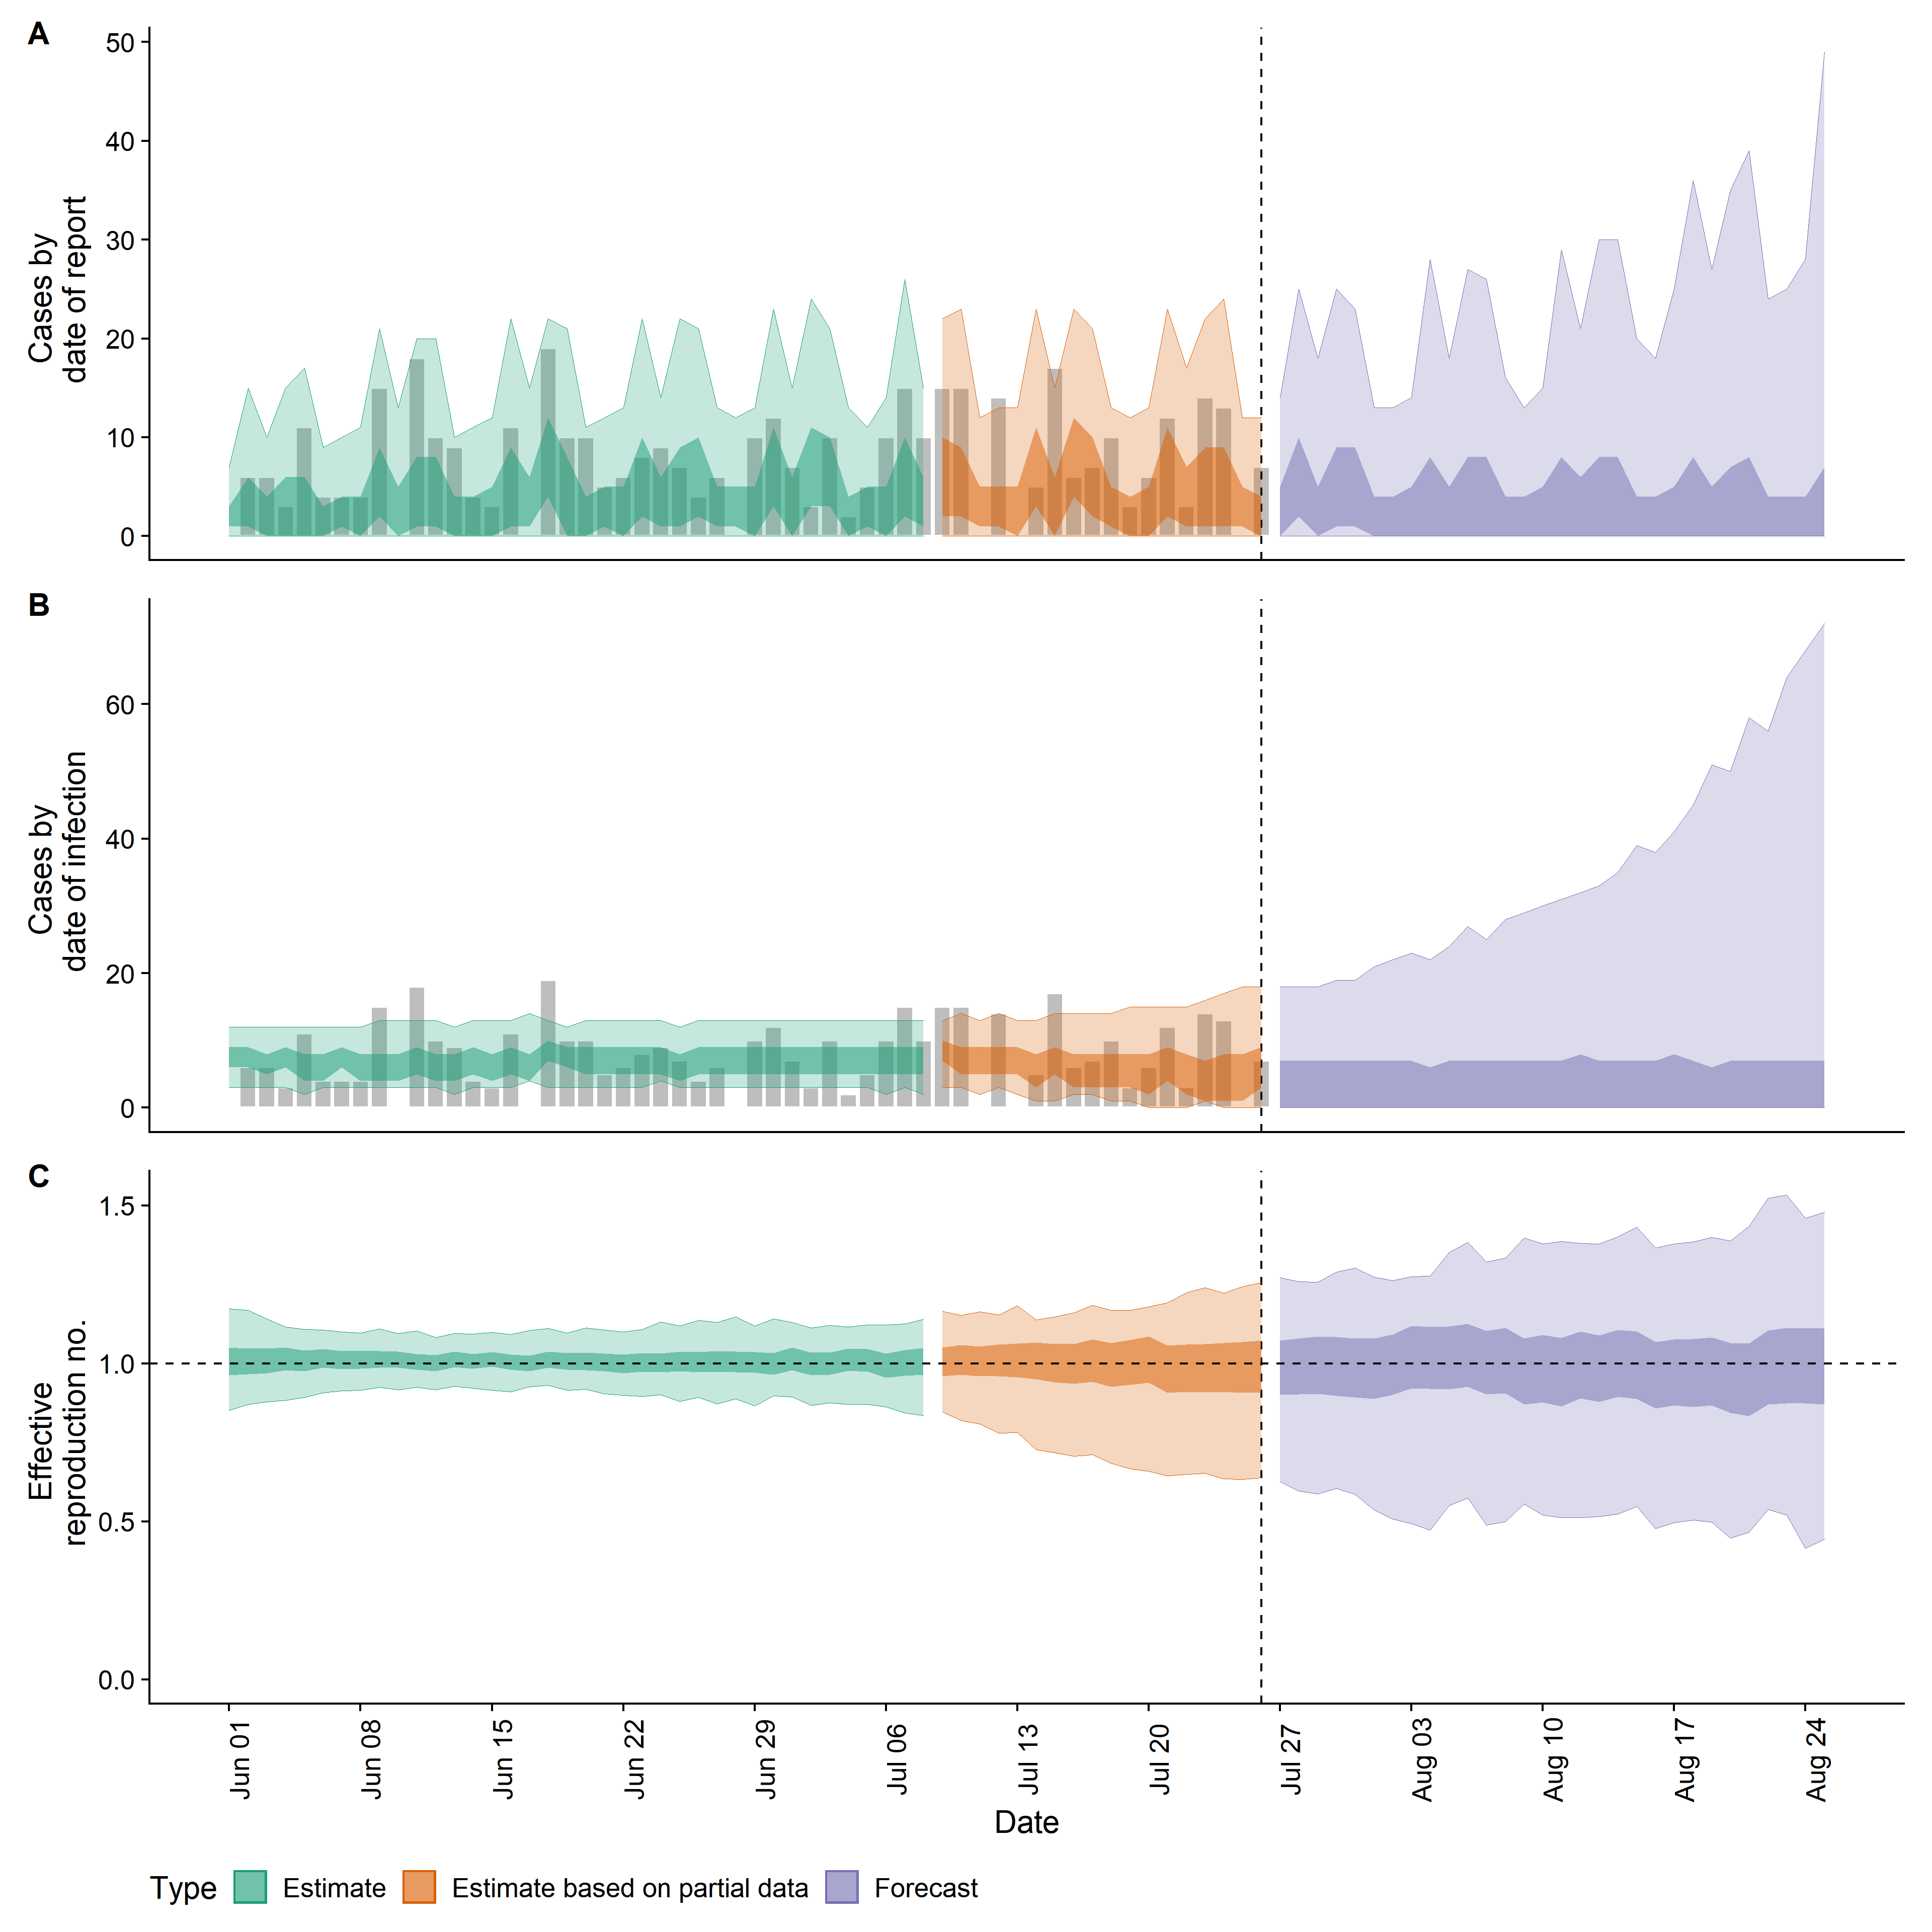 A
50
40
30
20
10
0
Cases by
date of report
B
60
40
20
0
Cases by
date of infection
C
1.5
1.0
0.5
0.0
Effective
reproduction no.
Jun 01
Jun 08
Jun 15
Jun 22
Jun 29
Jul 06
Jul 13
Jul 20
Jul 27
Aug 03
Aug 10
Aug 17
Aug 24
Date
Type Estimate Estimate based on partial data Forecast